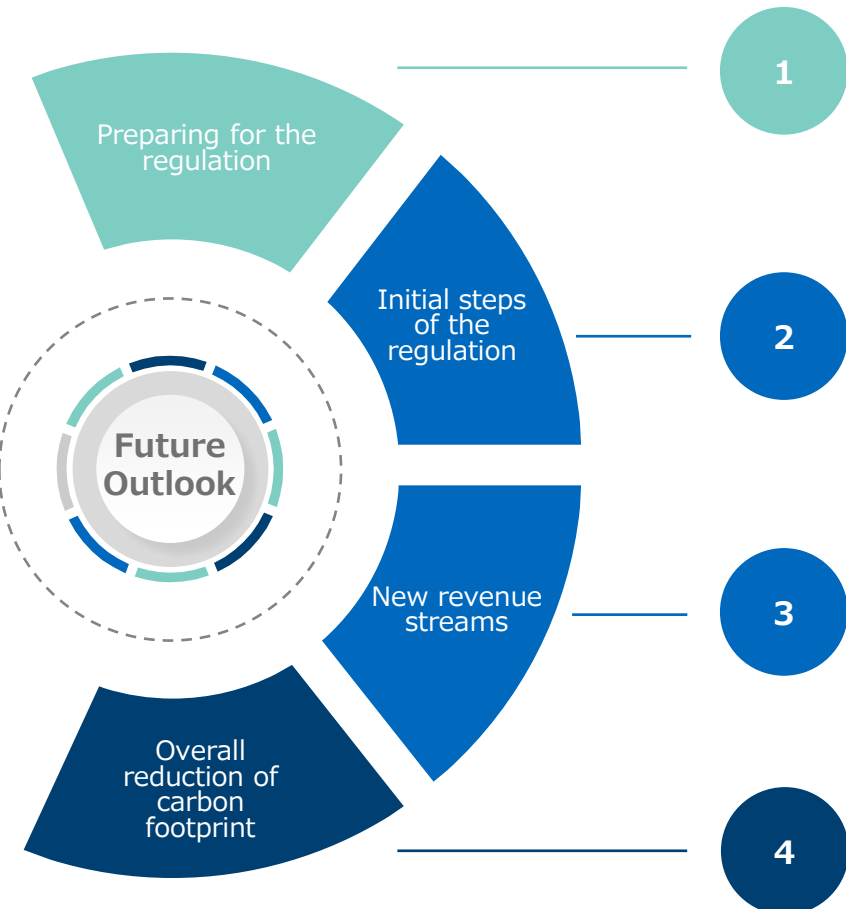 1
Preparing for the
regulation
Initial steps
of the
regulation
2
Future
Outlook
New revenue
streams
3
Overall
reduction of
carbon
footprint
4